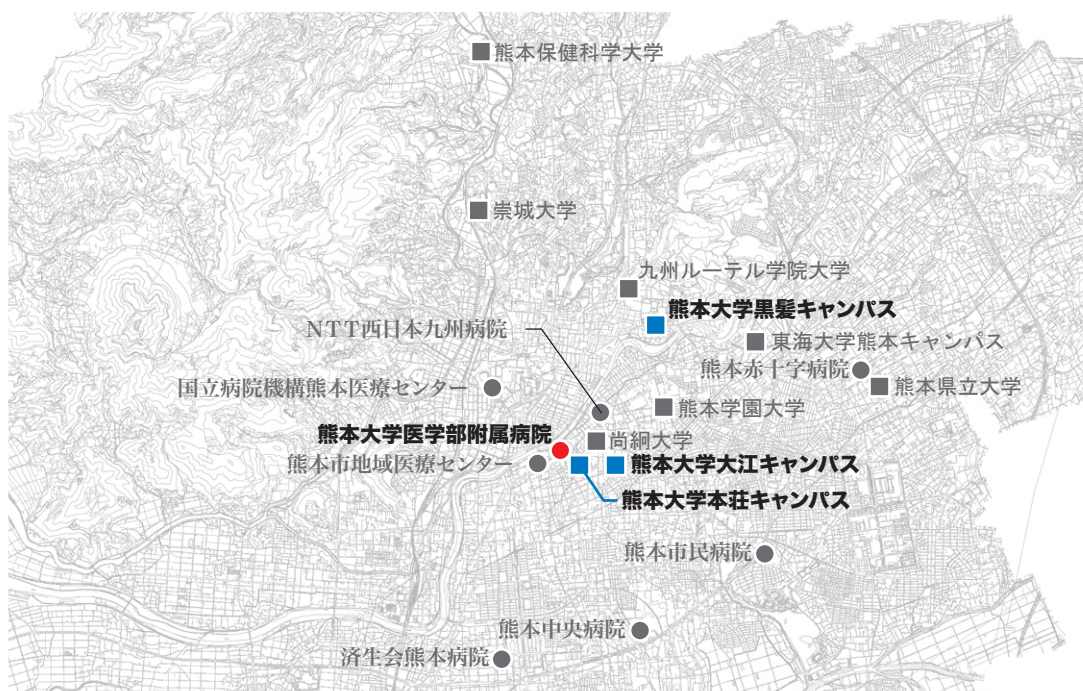 熊本保健科学大学
崇城大学
九州ルーテル学院大学
熊本大学黒髪キャンパス
NTT西日本九州病院
東海大学熊本キャンパス
熊本赤十字病院
国立病院機構熊本医療センター
熊本県立大学
熊本学園大学
熊本大学医学部附属病院
尚絅大学
熊本市地域医療センター
熊本大学大江キャンパス
熊本大学本荘キャンパス
熊本市民病院
熊本中央病院
済生会熊本病院